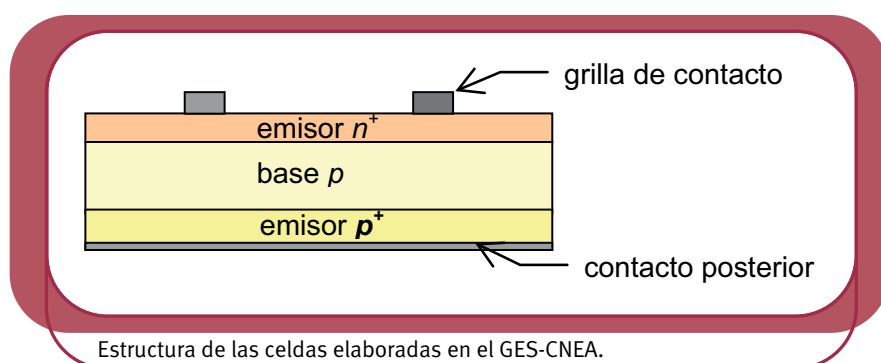 grilla de contacto
emisor n⁺
base p
emisor p⁺
contacto posterior
Estructura de las celdas elaboradas en el GES-CNEA.